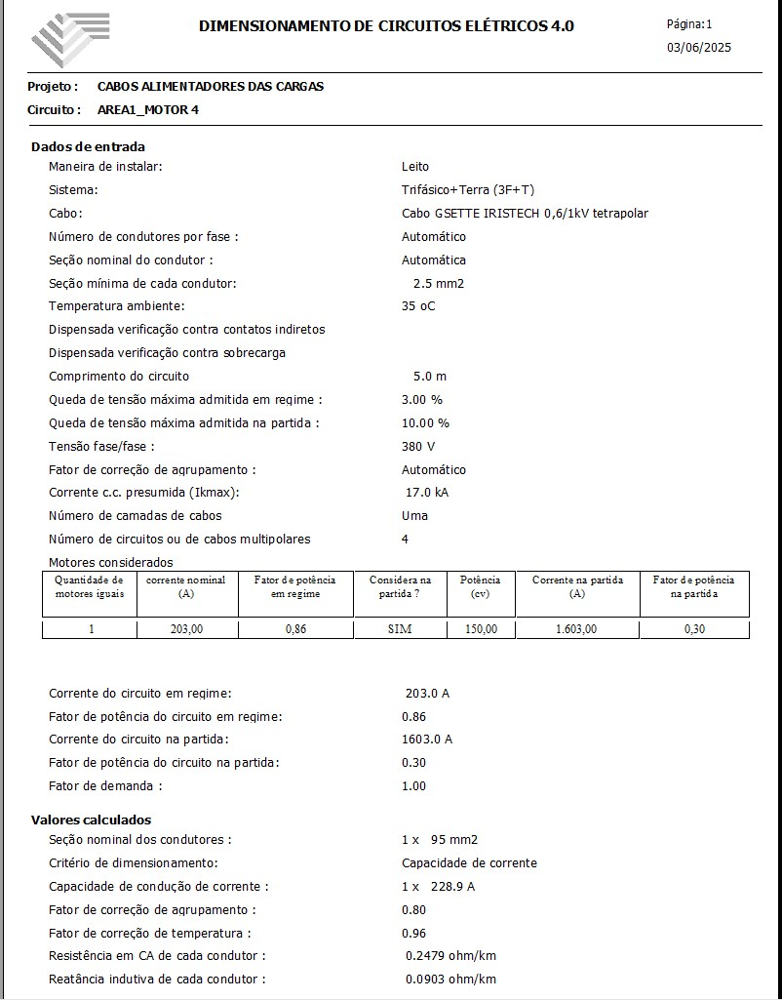 DIMENSIONAMENTO DE CIRCUITOS ELÉTRICOS 4.0
Página:1
03/06/2025
Projeto : CABOS ALIMENTADORES DAS CARGAS
Circuito : AREA1_MOTOR 4
Dados de entrada
Maneira de instalar: Leito
Sistema: Trifásico+Terra (3F+T)
Cabo: Cabo GSETTE IRISTECH 0,6/1kV tetrapolar
Número de condutores por fase : Automático
Seção nominal do condutor : Automática
Seção mínima de cada condutor: 2.5 mm2
Temperatura ambiente: 35 oC
Dispensada verificação contra contatos indiretos
Dispensada verificação contra sobrecarga
Comprimento do circuito 5.0 m
Queda de tensão máxima admitida em regime : 3.00 %
Queda de tensão máxima admitida na partida : 10.00 %
Tensão fase/fase : 380 V
Fator de correção de agrupamento : Automático
Corrente c.c. presumida (Ikmax): 17.0 kA
Número de camadas de cabos Uma
Número de circuitos ou de cabos multipolares 4
Motores considerados
Quantidade de motores iguais corrente nominal (A) Fator de potência em regime Considera na partida ? Potência (cv) Corrente na partida (A) Fator de potência na partida
1 203,00 0,86 SIM 150,00 1.603,00 0,30
Corrente do circuito em regime: 203.0 A
Fator de potência do circuito em regime: 0.86
Corrente do circuito na partida: 1603.0 A
Fator de potência do circuito na partida: 0.30
Fator de demanda : 1.00
Valores calculados
Seção nominal dos condutores : 1 x 95 mm2
Critério de dimensionamento: Capacidade de corrente
Capacidade de condução de corrente : 1 x 228.9 A
Fator de correção de agrupamento : 0.80
Fator de correção de temperatura : 0.96
Resistência em CA de cada condutor : 0.2479 ohm/km
Reatância indutiva de cada condutor : 0.0903 ohm/km